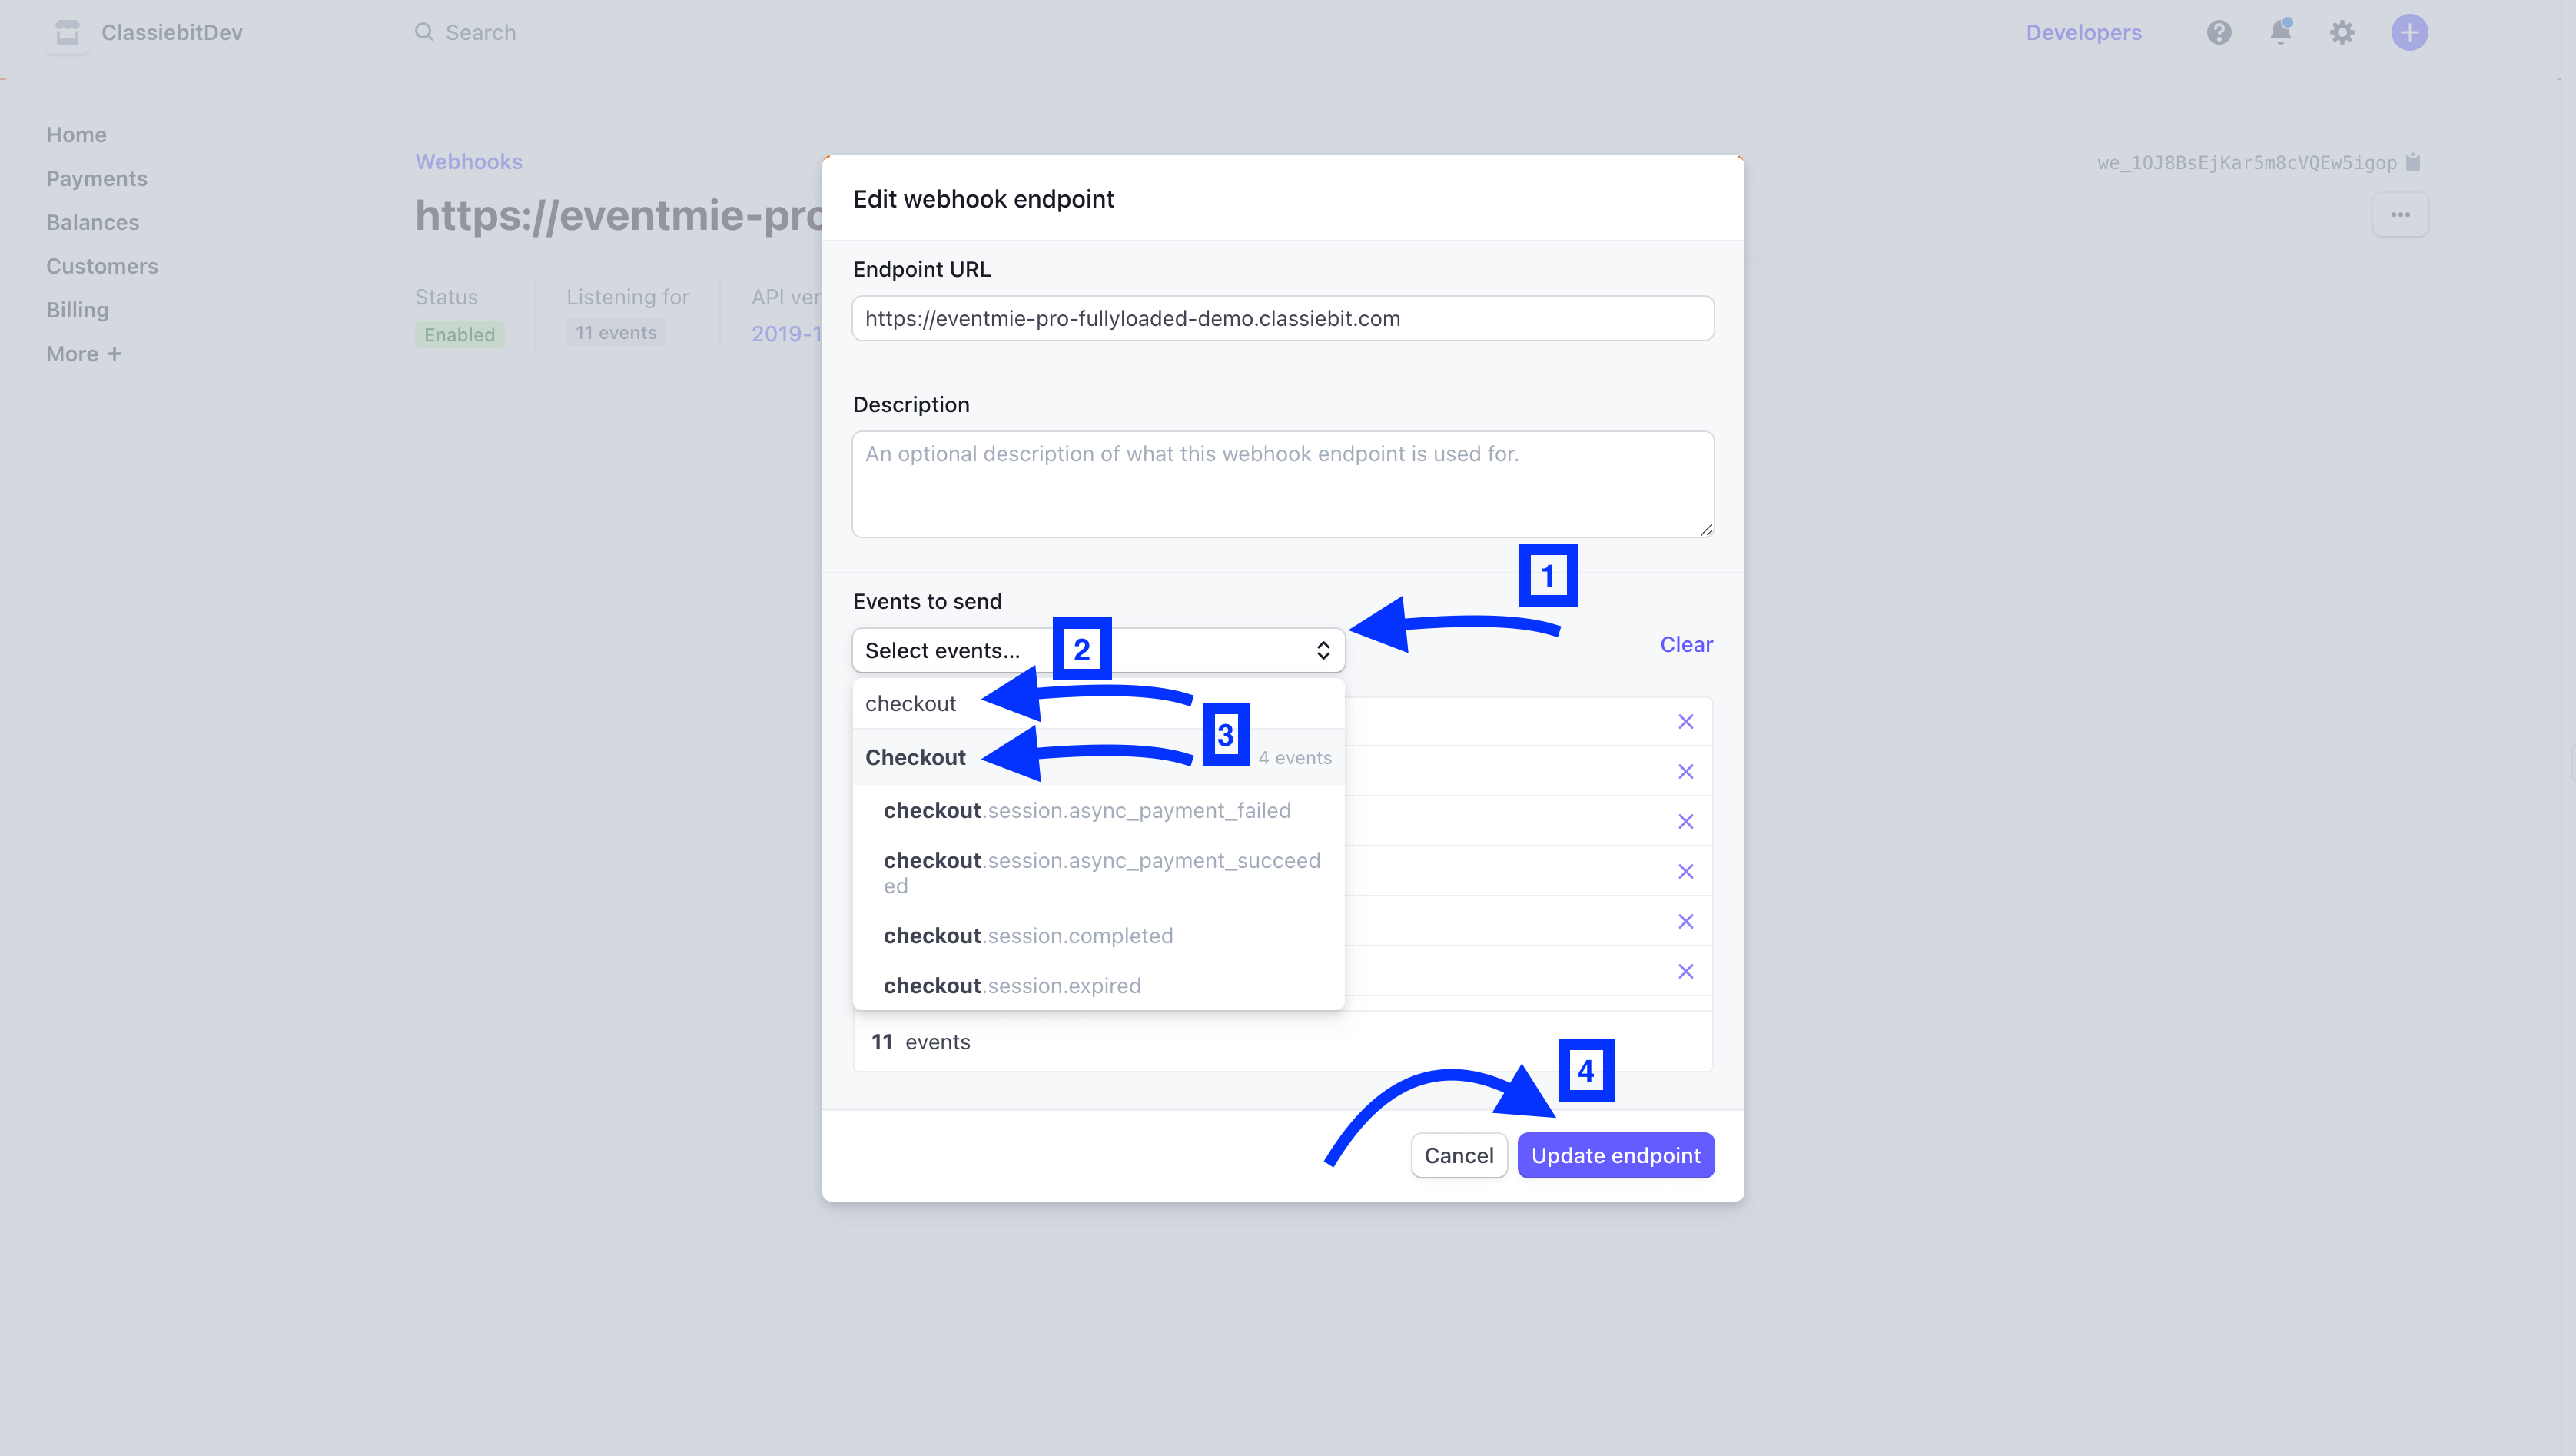 ClassiebitDev
Search
Developers
Home
Payments
Balances
Customers
Billing
More +
Webhooks
we_1OJ8BsEjKar5m8cVQEw5igop
https://eventmie-pro
Status
Listening for
API ver
Enabled
11 events
2019-1
Edit webhook endpoint
Endpoint URL
https://eventmie-pro-fullyloaded-demo.classiebit.com
Description
An optional description of what this webhook endpoint is used for.
1
Events to send
Select events...
2
Clear
checkout
3
Checkout
4 events
checkout.session.async_payment_failed
checkout.session.async_payment_succeed
ed
checkout.session.completed
checkout.session.expired
11 events
4
Cancel
Update endpoint